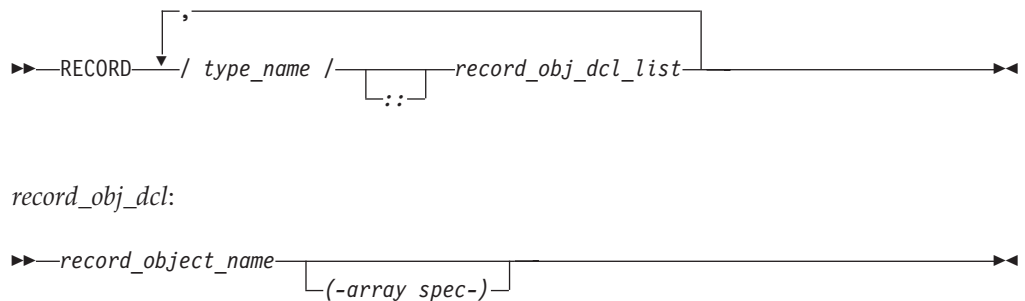 ,
RECORD / type_name / record_obj_dcl_list
::
record_obj_dcl:
record_object_name
(-array spec-)